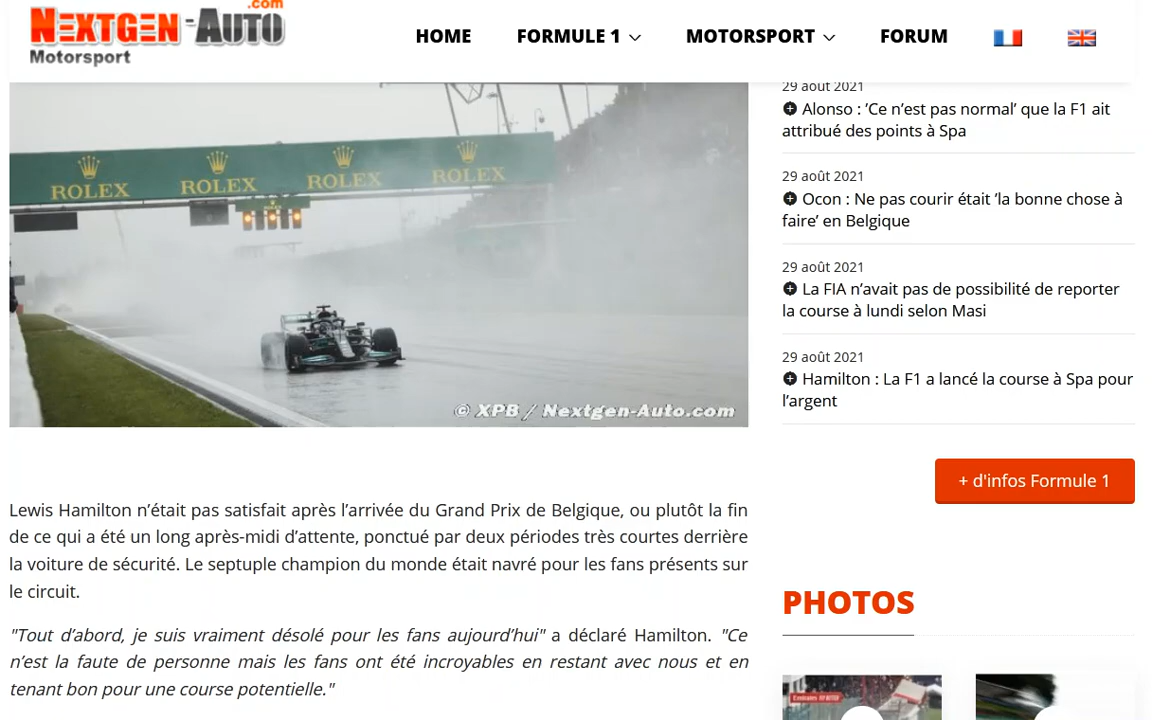 .com
NEXTGEN-AUTO
Motorsport
HOME
FORMULE 1
MOTORSPORT
FORUM
ROLEX
ROLEX
ROLEX
ROLEX
© XPB / Nextgen-Auto.com
Lewis Hamilton n’était pas satisfait après l’arrivée du Grand Prix de Belgique, ou plutôt la fin
de ce qui a été un long après-midi d’attente, ponctué par deux périodes très courtes derrière
la voiture de sécurité. Le septuple champion du monde était navré pour les fans présents sur
le circuit.
"Tout d’abord, je suis vraiment désolé pour les fans aujourd’hui" a déclaré Hamilton. "Ce
n’est la faute de personne mais les fans ont été incroyables en restant avec nous et en
tenant bon pour une course potentielle."
29 août 2021
Alonso : ’Ce n’est pas normal’ que la F1 ait
attribué des points à Spa
29 août 2021
Ocon : Ne pas courir était ’la bonne chose à
faire’ en Belgique
29 août 2021
La FIA n’avait pas de possibilité de reporter
la course à lundi selon Masi
29 août 2021
Hamilton : La F1 a lancé la course à Spa pour
l’argent
+ d'infos Formule 1
PHOTOS